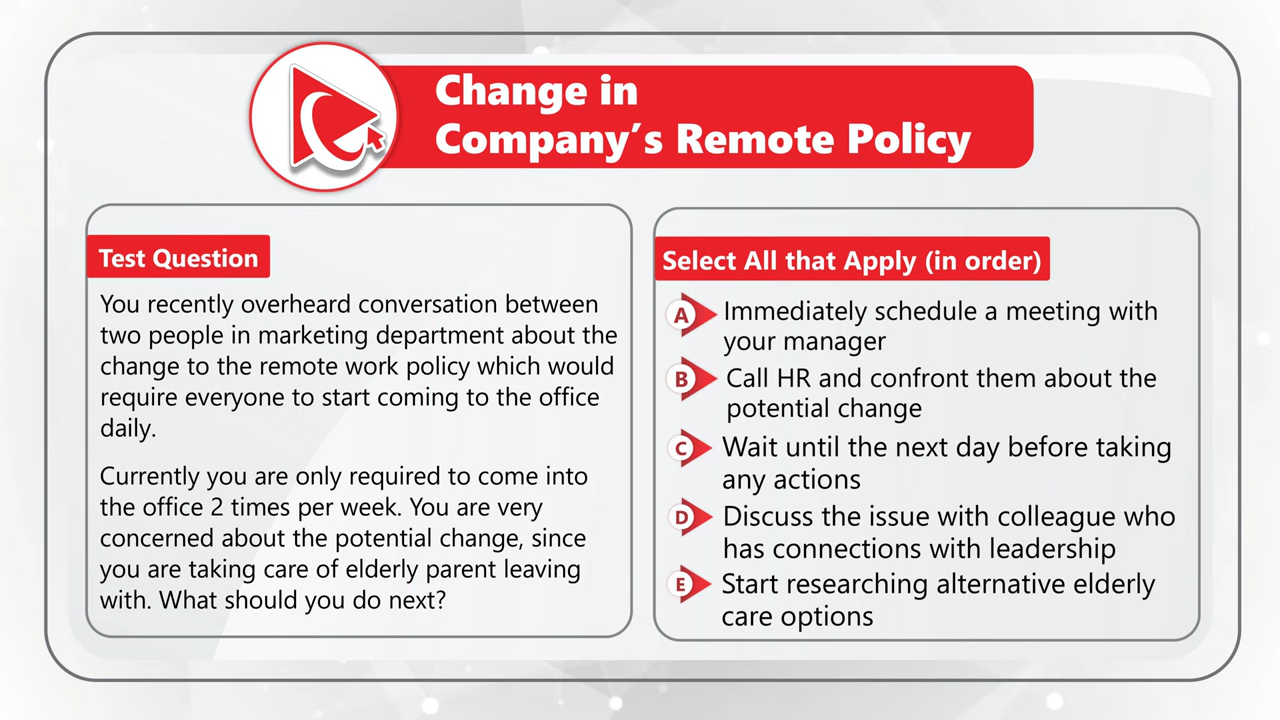 Change in
Company's Remote Policy
Test Question
You recently overheard conversation between
two people in marketing department about the
change to the remote work policy which would
require everyone to start coming to the office
daily.
Currently you are only required to come into
the office 2 times per week. You are very
concerned about the potential change, since
you are taking care of elderly parent leaving
with. What should you do next?
Select All that Apply (in order)
A Immediately schedule a meeting with
your manager
B Call HR and confront them about the
potential change
C Wait until the next day before taking
any actions
D Discuss the issue with colleague who
has connections with leadership
E Start researching alternative elderly
care options